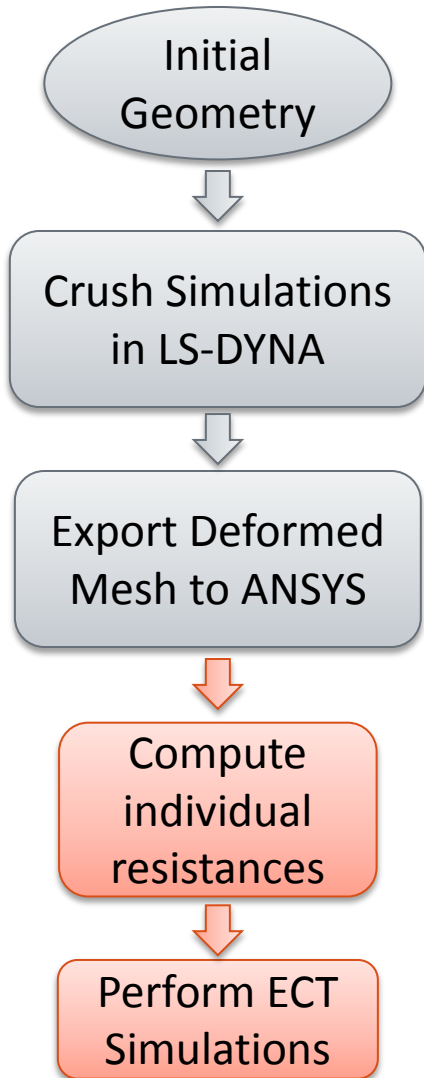 Initial
Geometry
Crush Simulations
in LS-DYNA
Export Deformed
Mesh to ANSYS
Compute
individual
resistances
Perform ECT
Simulations